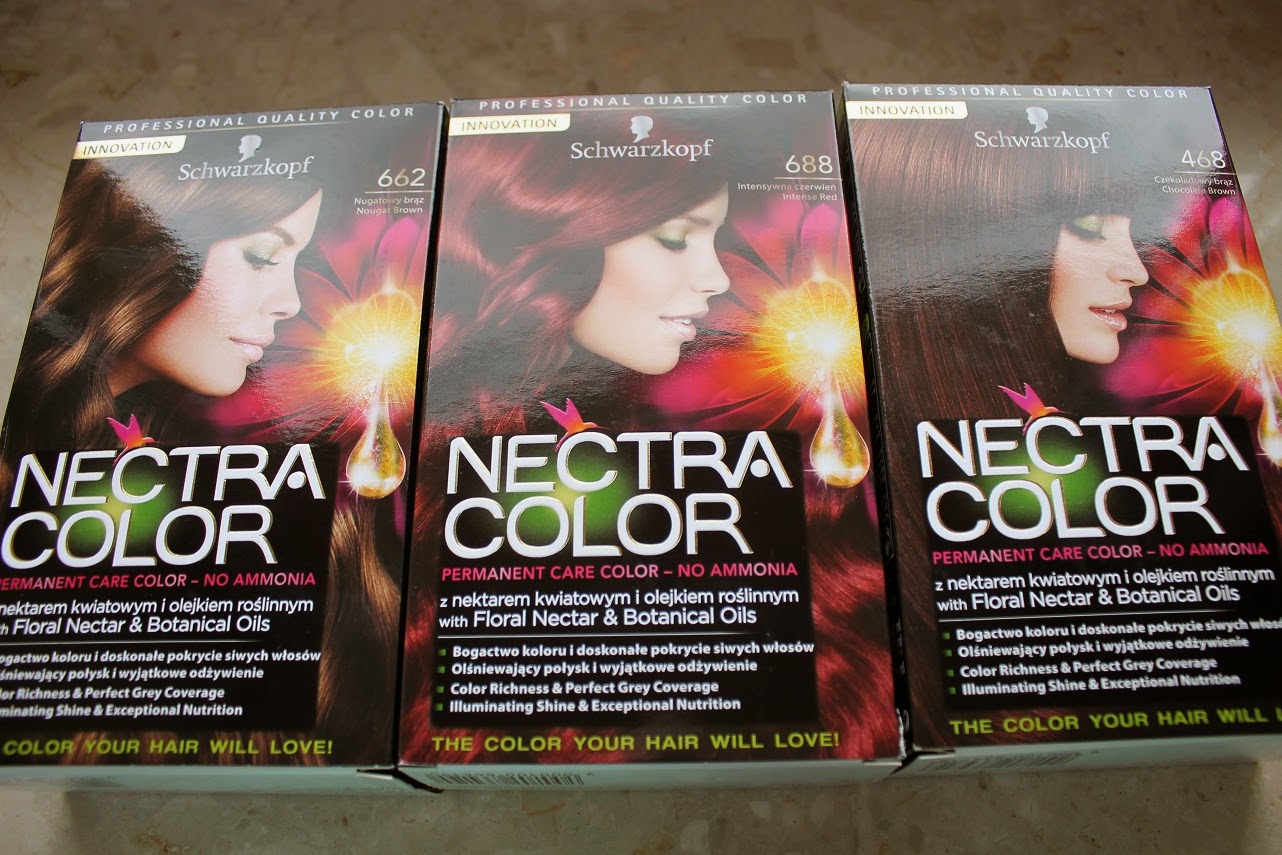 PROFESSIONAL QUALITY COLOR
INNOVATION
Schwarzkopf
662
Nugatowy brąz
Nougat Brown
NECTRA
COLOR
PERMANENT CARE COLOR – NO AMMONIA
nektarem kwiatowym i olejkiem roślinnym
Floral Nectar & Botanical Oils
koloru i doskonałe pokrycie siwych włosów
połysk i wyjątkowe odżywienie
Richness & Perfect Grey Coverage
Shine & Exceptional Nutrition
COLOR YOUR HAIR WILL LOVE!
PROFESSIONAL QUALITY COLOR
INNOVATION
Schwarzkopf
688
Intensywna czerwień
Intense Red
NECTRA
COLOR
PERMANENT CARE COLOR – NO AMMONIA
z nektarem kwiatowym i olejkiem roślinnym
with Floral Nectar & Botanical Oils
Bogactwo koloru i doskonałe pokrycie siwych włosów
Olśniewający połysk i wyjątkowe odżywienie
Color Richness & Perfect Grey Coverage
Illuminating Shine & Exceptional Nutrition
THE COLOR YOUR HAIR WILL LOVE!
PROFESSIONAL QUALITY COLOR
INNOVATION
Schwarzkopf
468
Czekoladowy brąz
Chocolate Brown
NECTRA
COLOR
PERMANENT CARE COLOR – NO AMMONIA
z nektarem kwiatowym i olejkiem roślinnym
with Floral Nectar & Botanical Oils
Bogactwo koloru i doskonałe pokrycie siwych
Olśniewający połysk i wyjątkowe odżywienie
Color Richness & Perfect Grey Coverage
Illuminating Shine & Exceptional Nutrition
THE COLOR YOUR HAIR WILL